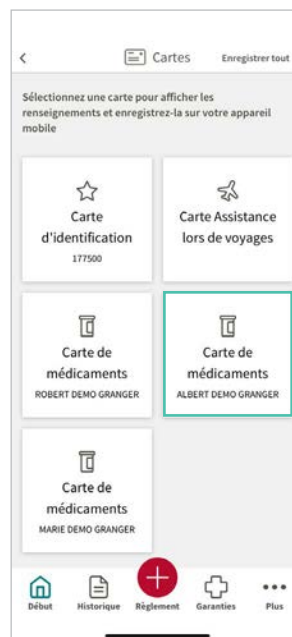 Cartes
Enregistrer tout
Sélectionnez une carte pour afficher les
renseignements et enregistrez-la sur votre appareil
mobile
Carte
d'identification
177500
Carte Assistance
lors de voyages
Carte de
médicaments
ROBERT DEMO GRANGER
Carte de
médicaments
ALBERT DEMO GRANGER
Carte de
médicaments
MARIE DEMO GRANGER
Début
Historique
Règlement
Garanties
Plus